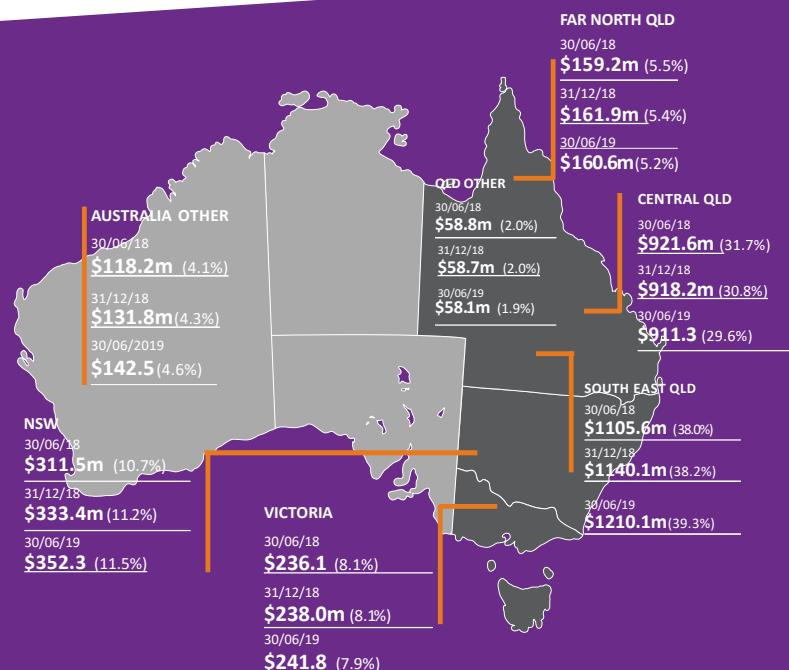 FAR NORTH QLD
30/06/18
$159.2m (5.5%)
31/12/18
$161.9m (5.4%)
30/06/19
$160.6m(5.2%)
QLD OTHER
30/06/18
$58.8m (2.0%)
31/12/18
$58.7m (2.0%)
30/06/19
$58.1m (1.9%)
CENTRAL QLD
30/06/18
$921.6m (31.7%)
31/12/18
$918.2m (30.8%)
30/06/19
$911.3 (29.6%)
AUSTRALIA OTHER
30/06/18
$118.2m (4.1%)
31/12/18
$131.8m(4.3%)
30/06/2019
$142.5(4.6%)
SOUTH EAST QLD
30/06/18
$1105.6m (38.0%)
31/12/18
$1140.1m(38.2%)
30/06/19
$1210.1m(39.3%)
NSW
30/06/18
$311.5m (10.7%)
31/12/18
$333.4m(11.2%)
30/06/19
$352.3 (11.5%)
VICTORIA
30/06/18
$236.1 (8.1%)
31/12/18
$238.0m (8.1%)
30/06/19
$241.8 (7.9%)